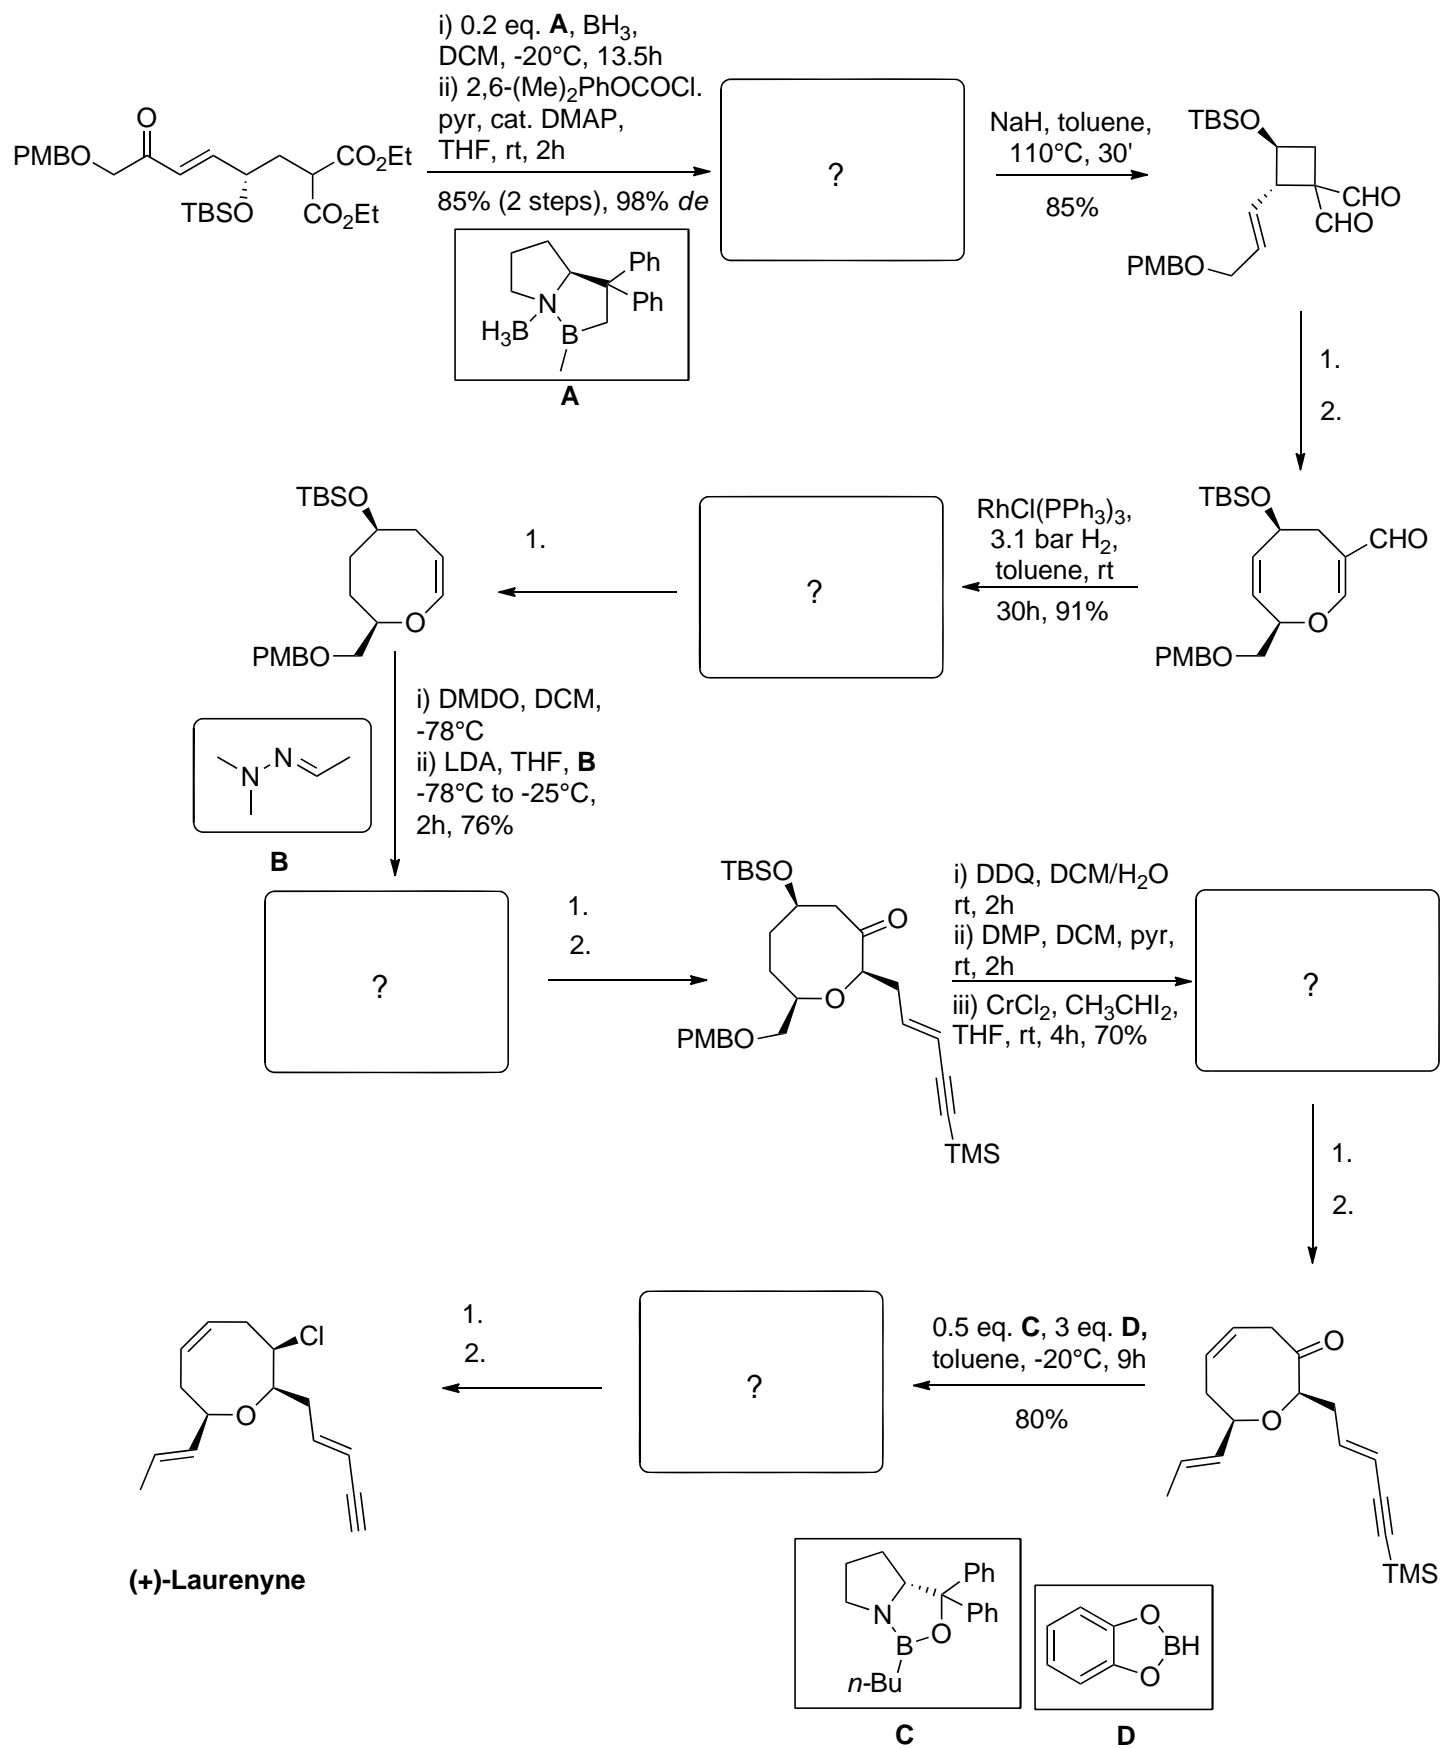 i) 0.2 eq. A, BH3,
DCM, -20°C, 13.5h
ii) 2,6-(Me)2PhOCOCl.
pyr, cat. DMAP,
THF, rt, 2h
85% (2 steps), 98% de
O
PMBO
CO2Et
TBSO
CO2Et
?
NaH, toluene,
110°C, 30'
85%
TBSO
CHO
CHO
PMBO
Ph
Ph
N
H3B
B
A
1.
2.
TBSO
O
PMBO
1.
?
RhCl(PPh3)3,
3.1 bar H2,
toluene, rt
30h, 91%
TBSO
CHO
O
PMBO
N
N
B
i) DMDO, DCM,
-78°C
ii) LDA, THF, B
-78°C to -25°C,
2h, 76%
?
1.
2.
TBSO
O
O
PMBO
TMS
i) DDQ, DCM/H2O
rt, 2h
ii) DMP, DCM, pyr,
rt, 2h
iii) CrCl2, CH3CHI2,
THF, rt, 4h, 70%
?
1.
2.
Cl
O
(+)-Laurenyne
1.
2.
?
0.5 eq. C, 3 eq. D,
toluene, -20°C, 9h
80%
O
O
TMS
Ph
Ph
N
B
O
n-Bu
C
O
BH
O
D